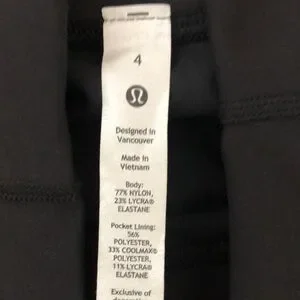 4
Designed in
Vancouver
Made in
Vietnam
Body:
77% NYLON,
23% LYCRA®
ELASTANE
Pocket Lining:
56%
POLYESTER,
33% COOLMAX®
POLYESTER,
11% LYCRA®
ELASTANE
Exclusive of